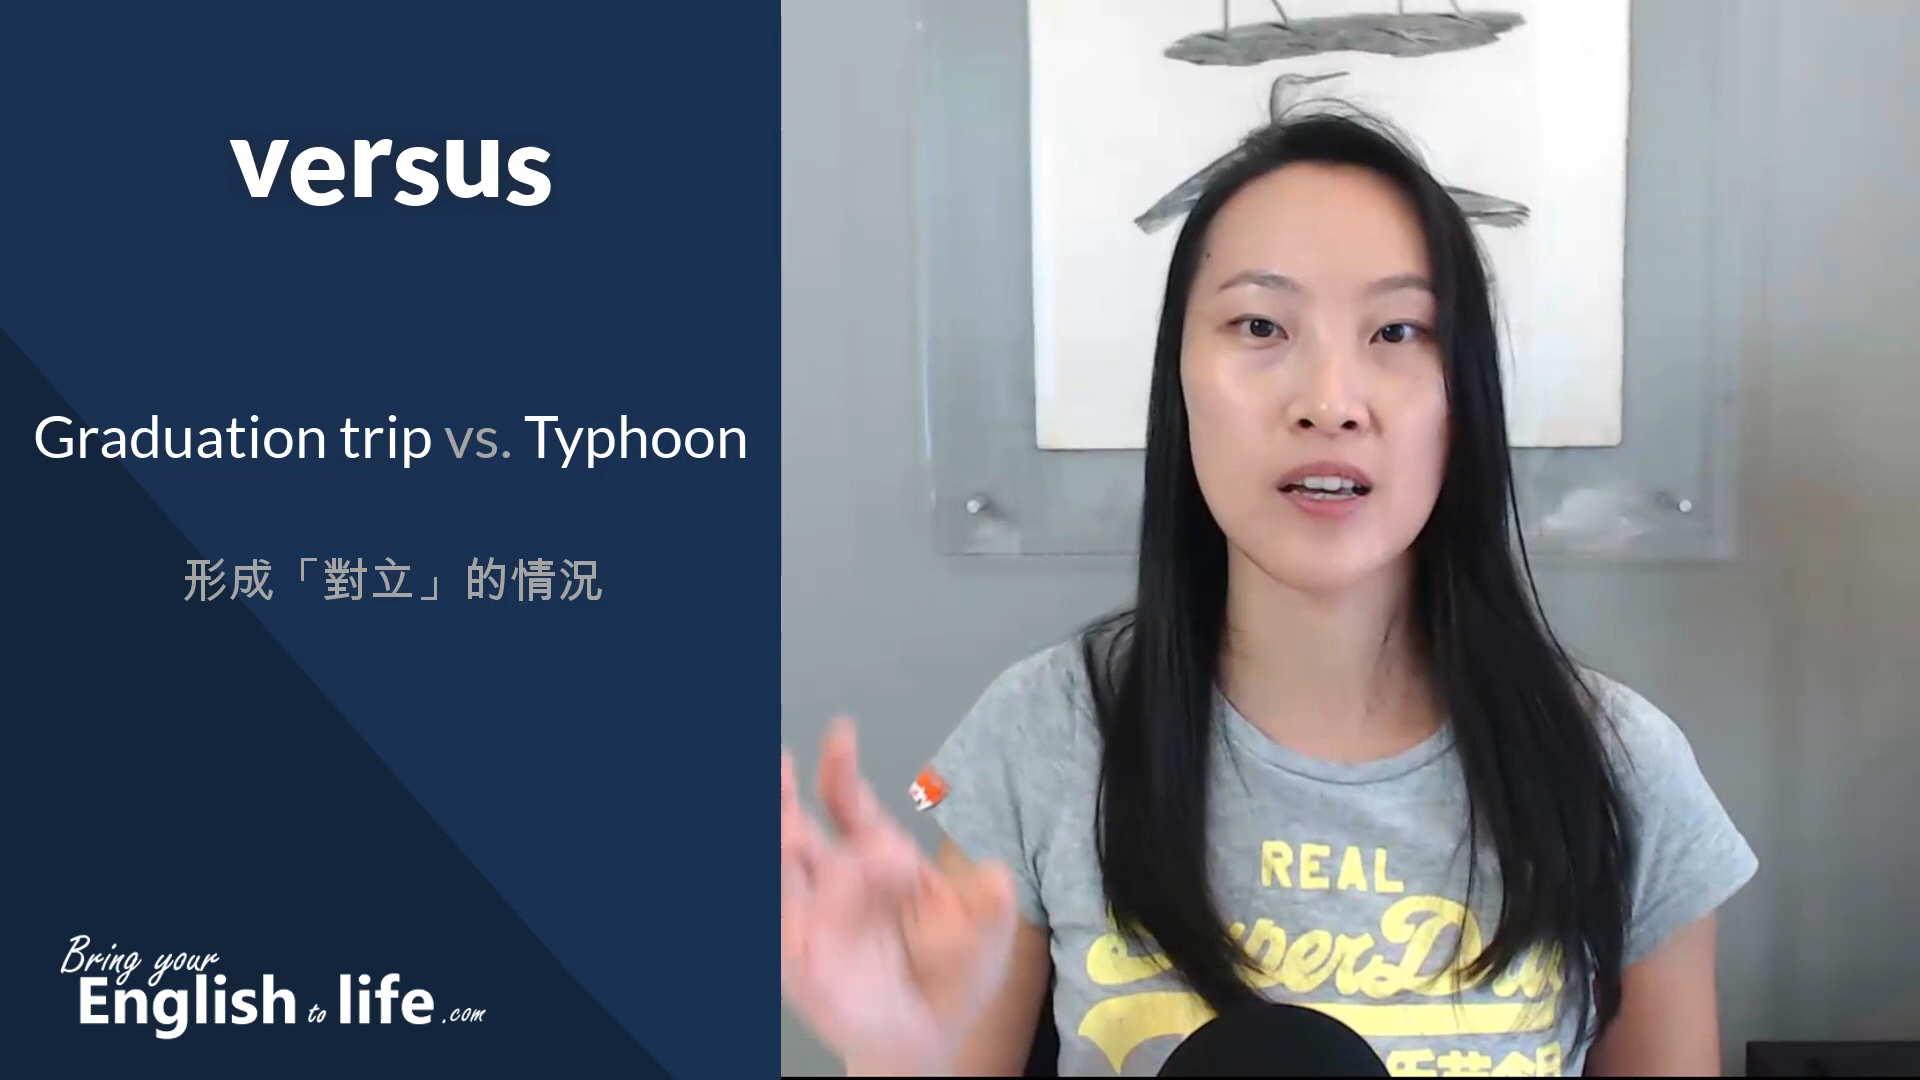 versus
Graduation trip vs. Typhoon
形成「對立」的情況
Bring your
English to life .com
REAL